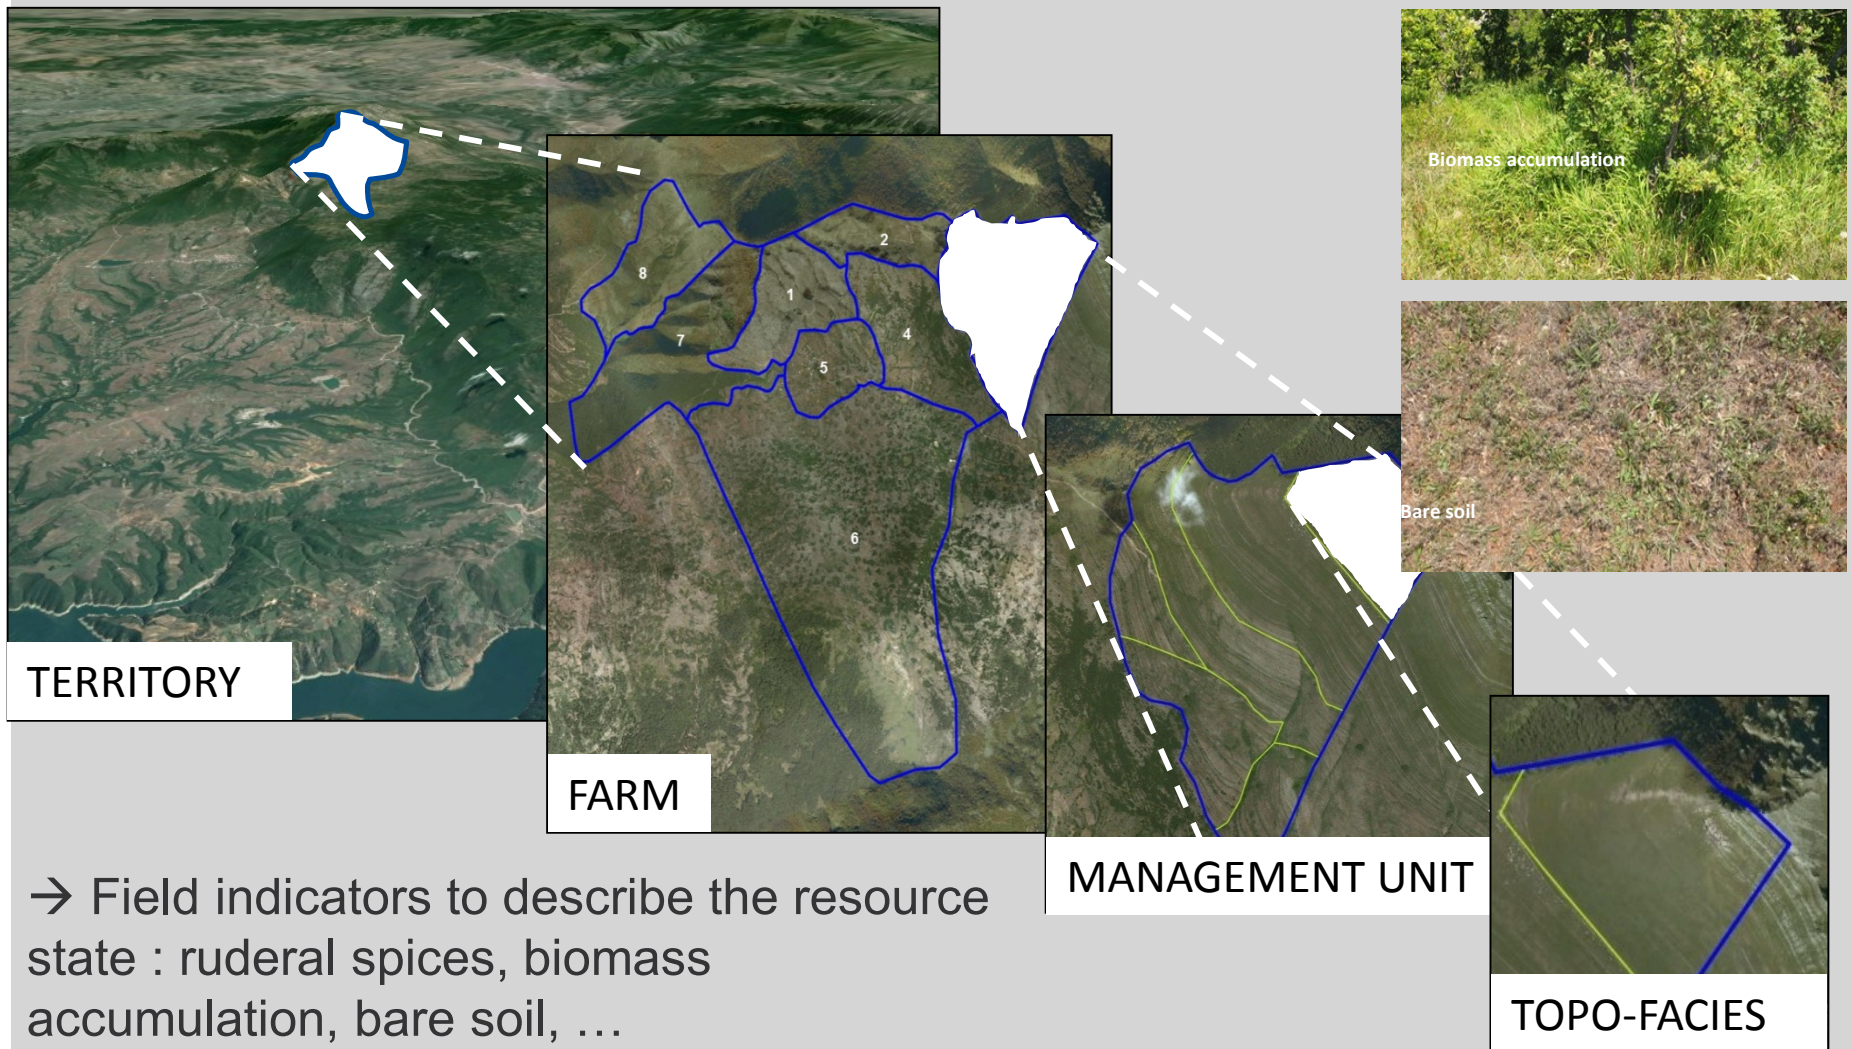 Biomass accumulation
2
8
1
7
4
5
Bare soil
6
TERRITORY
FARM
MANAGEMENT UNIT
→ Field indicators to describe the resource
state : ruderal spices, biomass
accumulation, bare soil, …
TOPO-FACIES